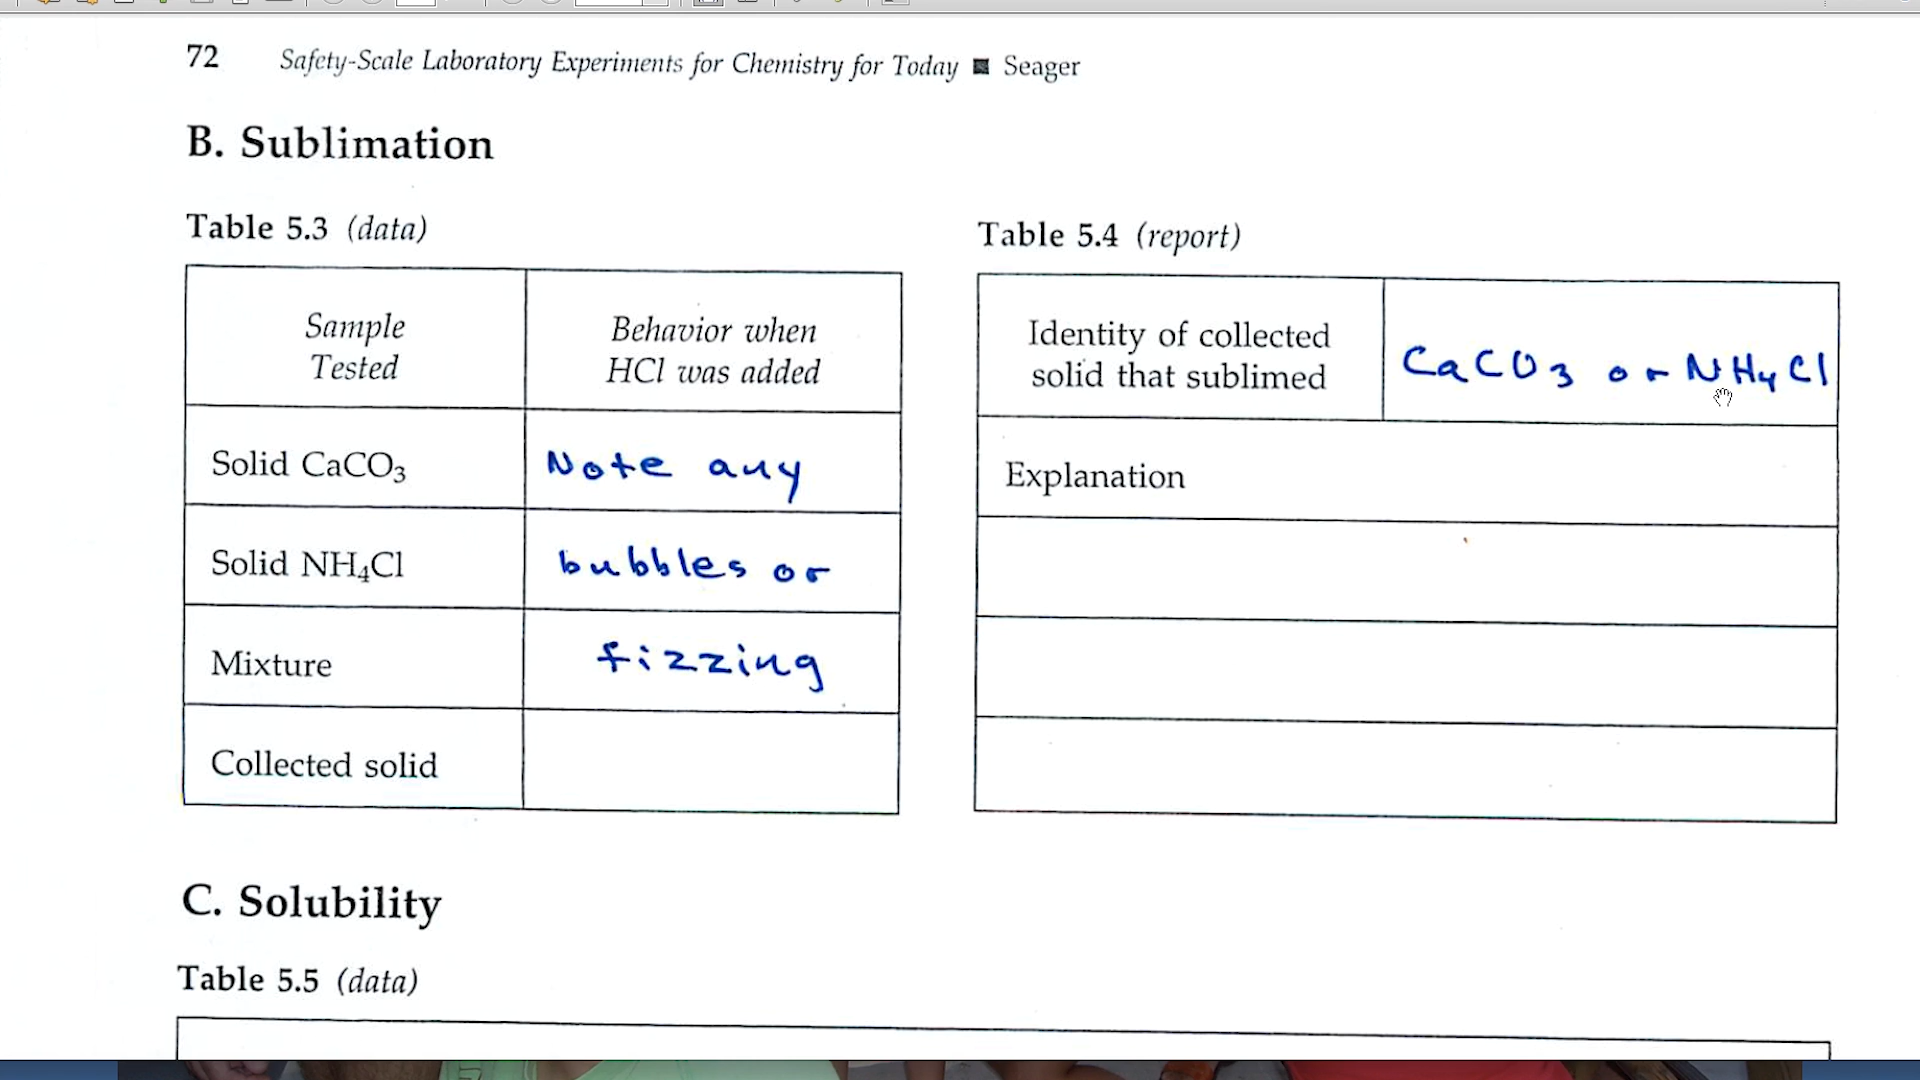 72 Safety-Scale Laboratory Experiments for Chemistry for Today ■ Seager
B. Sublimation
Table 5.3 (data)
Sample
Tested
Behavior when
HCl was added
Solid CaCO₃
Note any
Solid NH₄Cl
bubbles or
Mixture
fizzing
Collected solid
Table 5.4 (report)
Identity of collected
solid that sublimed
CaCO₃ or NH₄Cl
Explanation
C. Solubility
Table 5.5 (data)